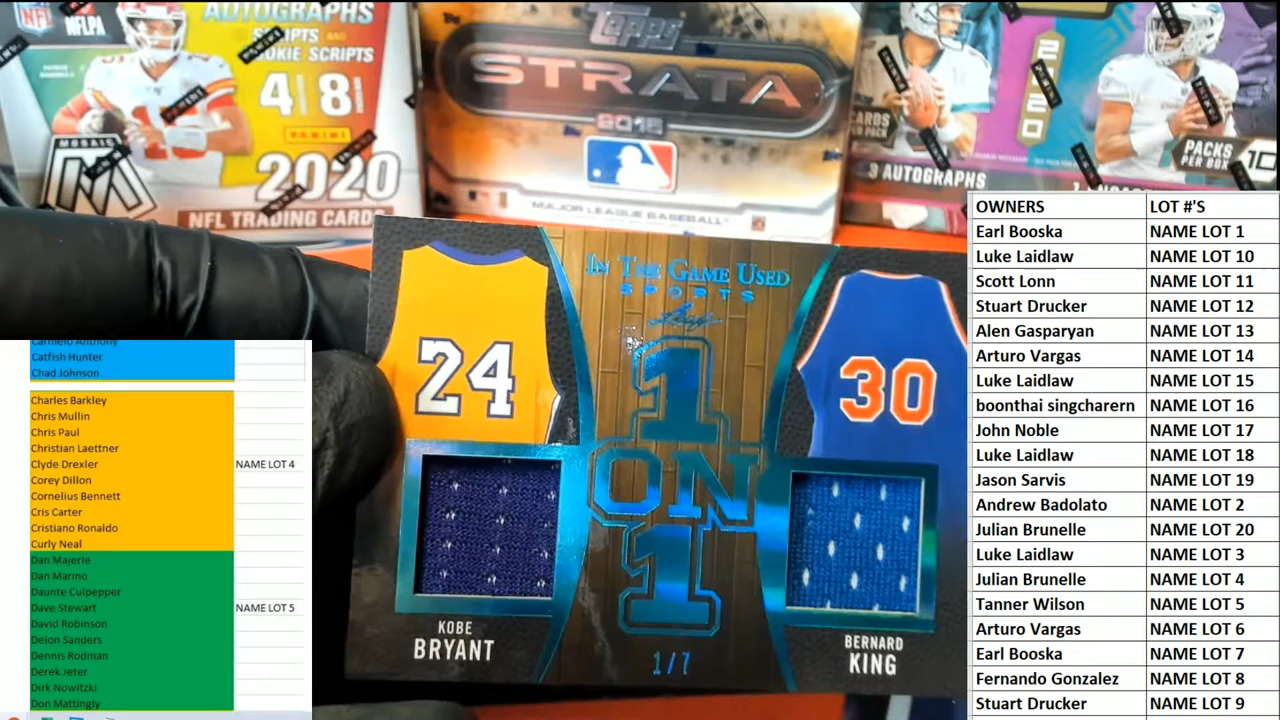 NFL
NFLPA
AUTOGRAPHS
SCRIPTS AND
ROOKIE SCRIPTS
48
PANINI
2020
MOSAIC
NFL TRADING CARDS
Topps
STRATA
2015
MAJOR LEAGUE BASEBALL
2020
CARDS
PER PACK
3 AUTOGRAPHS
PACKS
PER BOX
10
IN THE GAME USED
SPORTS
Leaf
24
1
ON
1
30
KOBE
BRYANT
1/7
BERNARD
KING
Carmelo Anthony
Catfish Hunter
Chad Johnson
Charles Barkley
Chris Mullin
Chris Paul
Christian Laettner
Clyde Drexler NAME LOT 4
Corey Dillon
Cornelius Bennett
Cris Carter
Cristiano Ronaldo
Curly Neal
Dan Majerle
Dan Marino
Daunte Culpepper
Dave Stewart NAME LOT 5
David Robinson
Deion Sanders
Dennis Rodman
Derek Jeter
Dirk Nowitzki
Don Mattingly
OWNERS LOT #'S
Earl Booska NAME LOT 1
Luke Laidlaw NAME LOT 10
Scott Lonn NAME LOT 11
Stuart Drucker NAME LOT 12
Alen Gasparyan NAME LOT 13
Arturo Vargas NAME LOT 14
Luke Laidlaw NAME LOT 15
boonthai singcharern NAME LOT 16
John Noble NAME LOT 17
Luke Laidlaw NAME LOT 18
Jason Sarvis NAME LOT 19
Andrew Badolato NAME LOT 2
Julian Brunelle NAME LOT 20
Luke Laidlaw NAME LOT 3
Julian Brunelle NAME LOT 4
Tanner Wilson NAME LOT 5
Arturo Vargas NAME LOT 6
Earl Booska NAME LOT 7
Fernando Gonzalez NAME LOT 8
Stuart Drucker NAME LOT 9